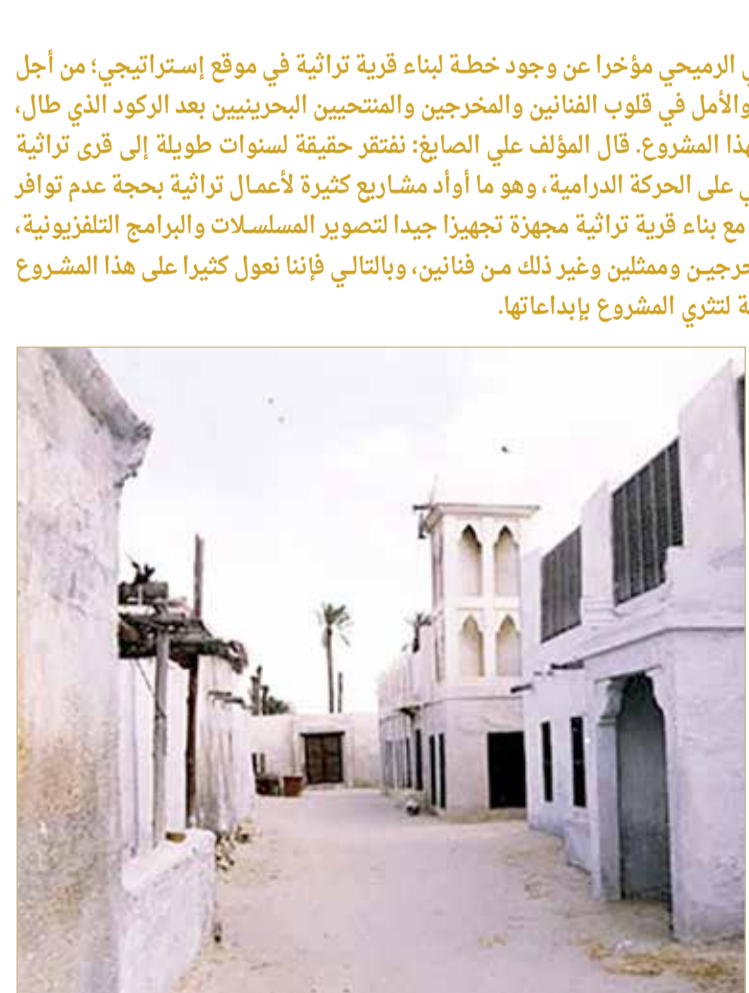 الرميحي مؤخرا عن وجود خطة لبناء قرية تراثية في موقع إستراتيجي؛ من أجل
والأمل في قلوب الفنانين والمخرجين والمنتحيين البحرينيين بعد الركود الذي طال،
هذا المشروع. قال المؤلف علي الصايغ: نفتقر حقيقة لسنوات طويلة إلى قرى تراثية
على الحركة الدرامية، وهو ما أوأد مشاريع كثيرة لأعمال تراثية بحجة عدم توافر
مع بناء قرية تراثية مجهزة تجهيزا جيدا لتصوير المسلسلات والبرامج التلفزيونية،
وممثلين وغير ذلك من فنانين، وبالتالي فإننا نعول كثيرا على هذا المشروع
لتثري المشروع بإبداعاتها.